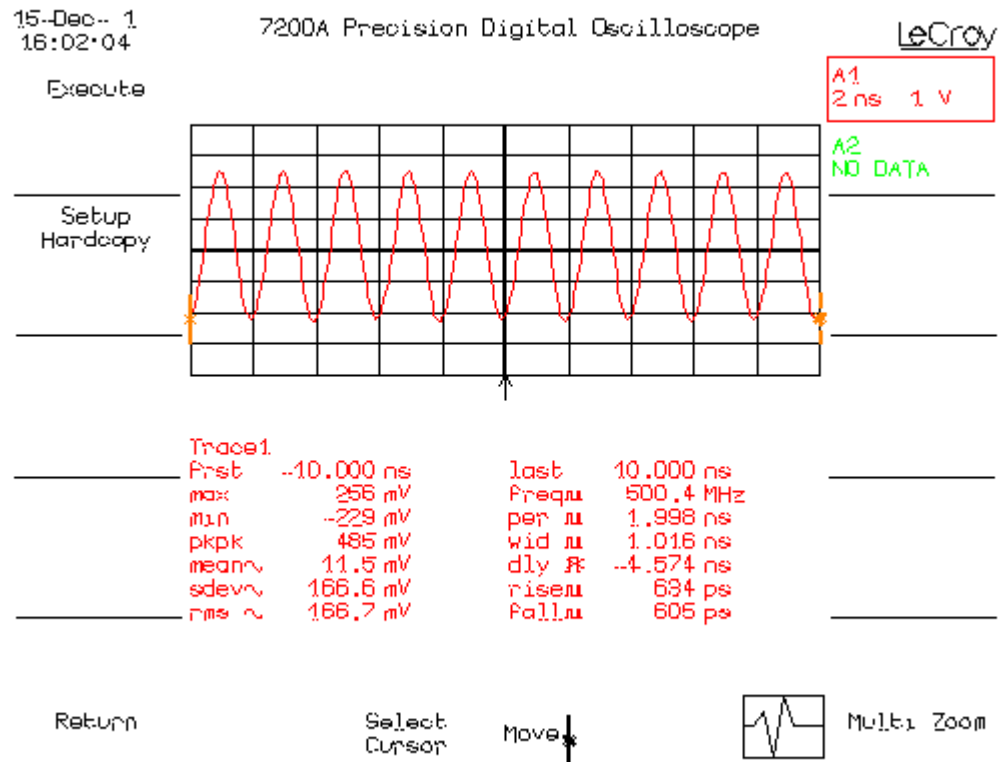 15-Dec- 1
16:02:04
7200A Precision Digital Oscilloscope
LeCroy
Execute
A1
2 ns 1 V
A2
NO DATA
Setup
Hardcopy
Trace1
frst -10.000 ns last 10.000 ns
max 256 mV freq 500.4 MHz
min -229 mV per 1.998 ns
pkpk 485 mV wid 1.016 ns
mean~ 11.5 mV dly -4.574 ns
sdev~ 166.6 mV rise ps
rms ~ 166.7 mV fall 605 ps
Return
Select
Cursor
Move
Multi Zoom